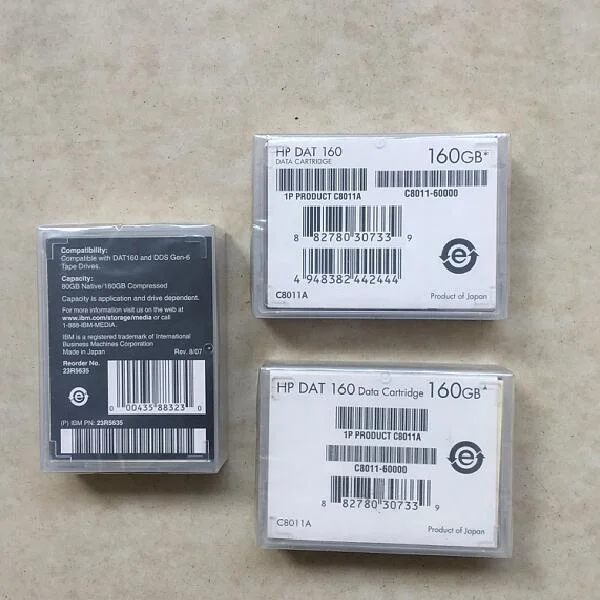 Compatibility:
Compatible with DAT160 and DDS Gen-6
Tape Drives.
Capacity:
80GB Native/160GB Compressed
Capacity is application and drive dependent.
For more information visit us on the web at
www.ibm.com/storage/media or call
1-888-IBM-MEDIA.
IBM is a registered trademark of International
Business Machines Corporation
Made in Japan Rev. 8/07
Reorder No.
23R5635
0 00435 88323 0
(P) IBM PN: 23R5635
HP DAT 160 160GB*
DATA CARTRIDGE
1P PRODUCT C8011A C8011-60000
8 82780 30733 9
4 948382 442444
C8011A Product of Japan
HP DAT 160 Data Cartridge 160GB*
1P PRODUCT C8011A
C8011-60000
8 82780 30733 9
C8011A Product of Japan